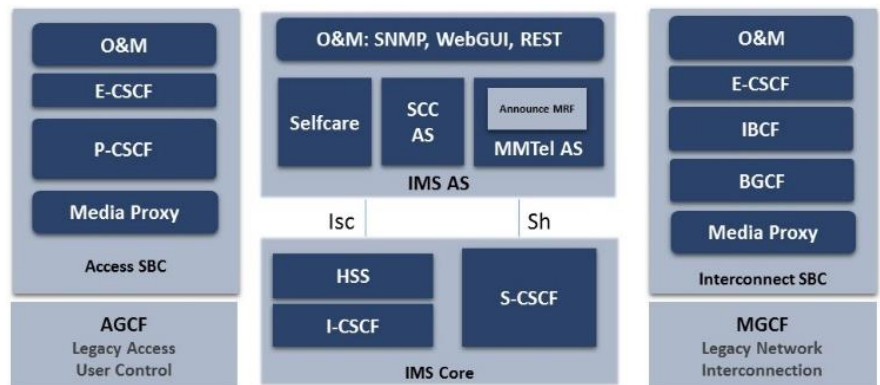 O&M
E-CSCF
P-CSCF
Media Proxy
Access SBC
AGCF
Legacy Access
User Control
O&M: SNMP, WebGUI, REST
Selfcare
SCC
AS
Announce MRF
MMTel AS
IMS AS
Isc
Sh
HSS
I-CSCF
S-CSCF
IMS Core
O&M
E-CSCF
IBCF
BGCF
Media Proxy
Interconnect SBC
MGCF
Legacy Network
Interconnection